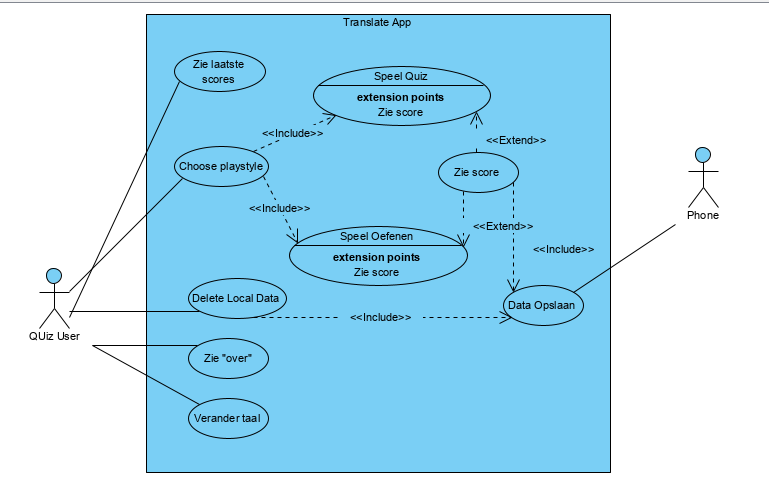 Translate App
Zie laatste
scores
Speel Quiz
extension points
Zie score
<<Include>>
<<Extend>>
Choose playstyle
Zie score
Phone
<<Include>>
Speel Oefenen
extension points
Zie score
<<Extend>>
<<Include>>
Delete Local Data
Data Opslaan
<<Include>>
QUiz User
Zie "over"
Verander taal